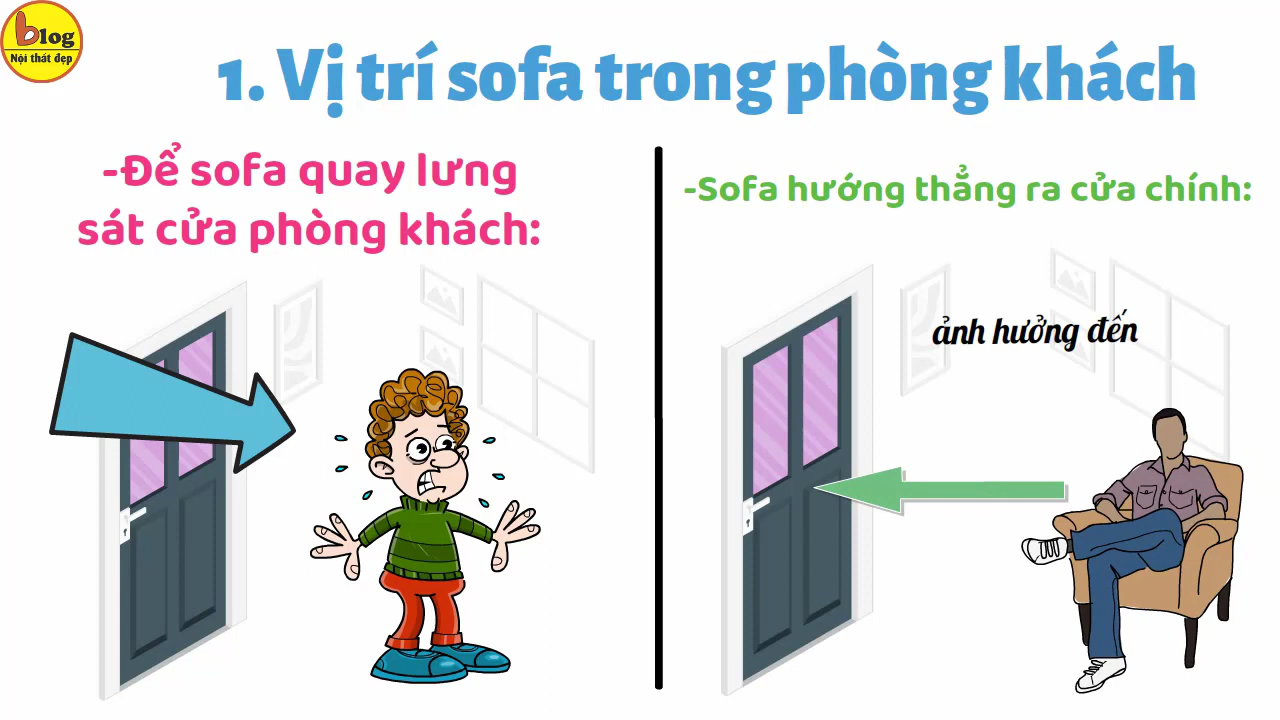 blog
Nội thất đẹp
1. Vị trí sofa trong phòng khách
-Để sofa quay lưng
sát cửa phòng khách:
-Sofa hướng thẳng ra cửa chính:
ảnh hưởng đến